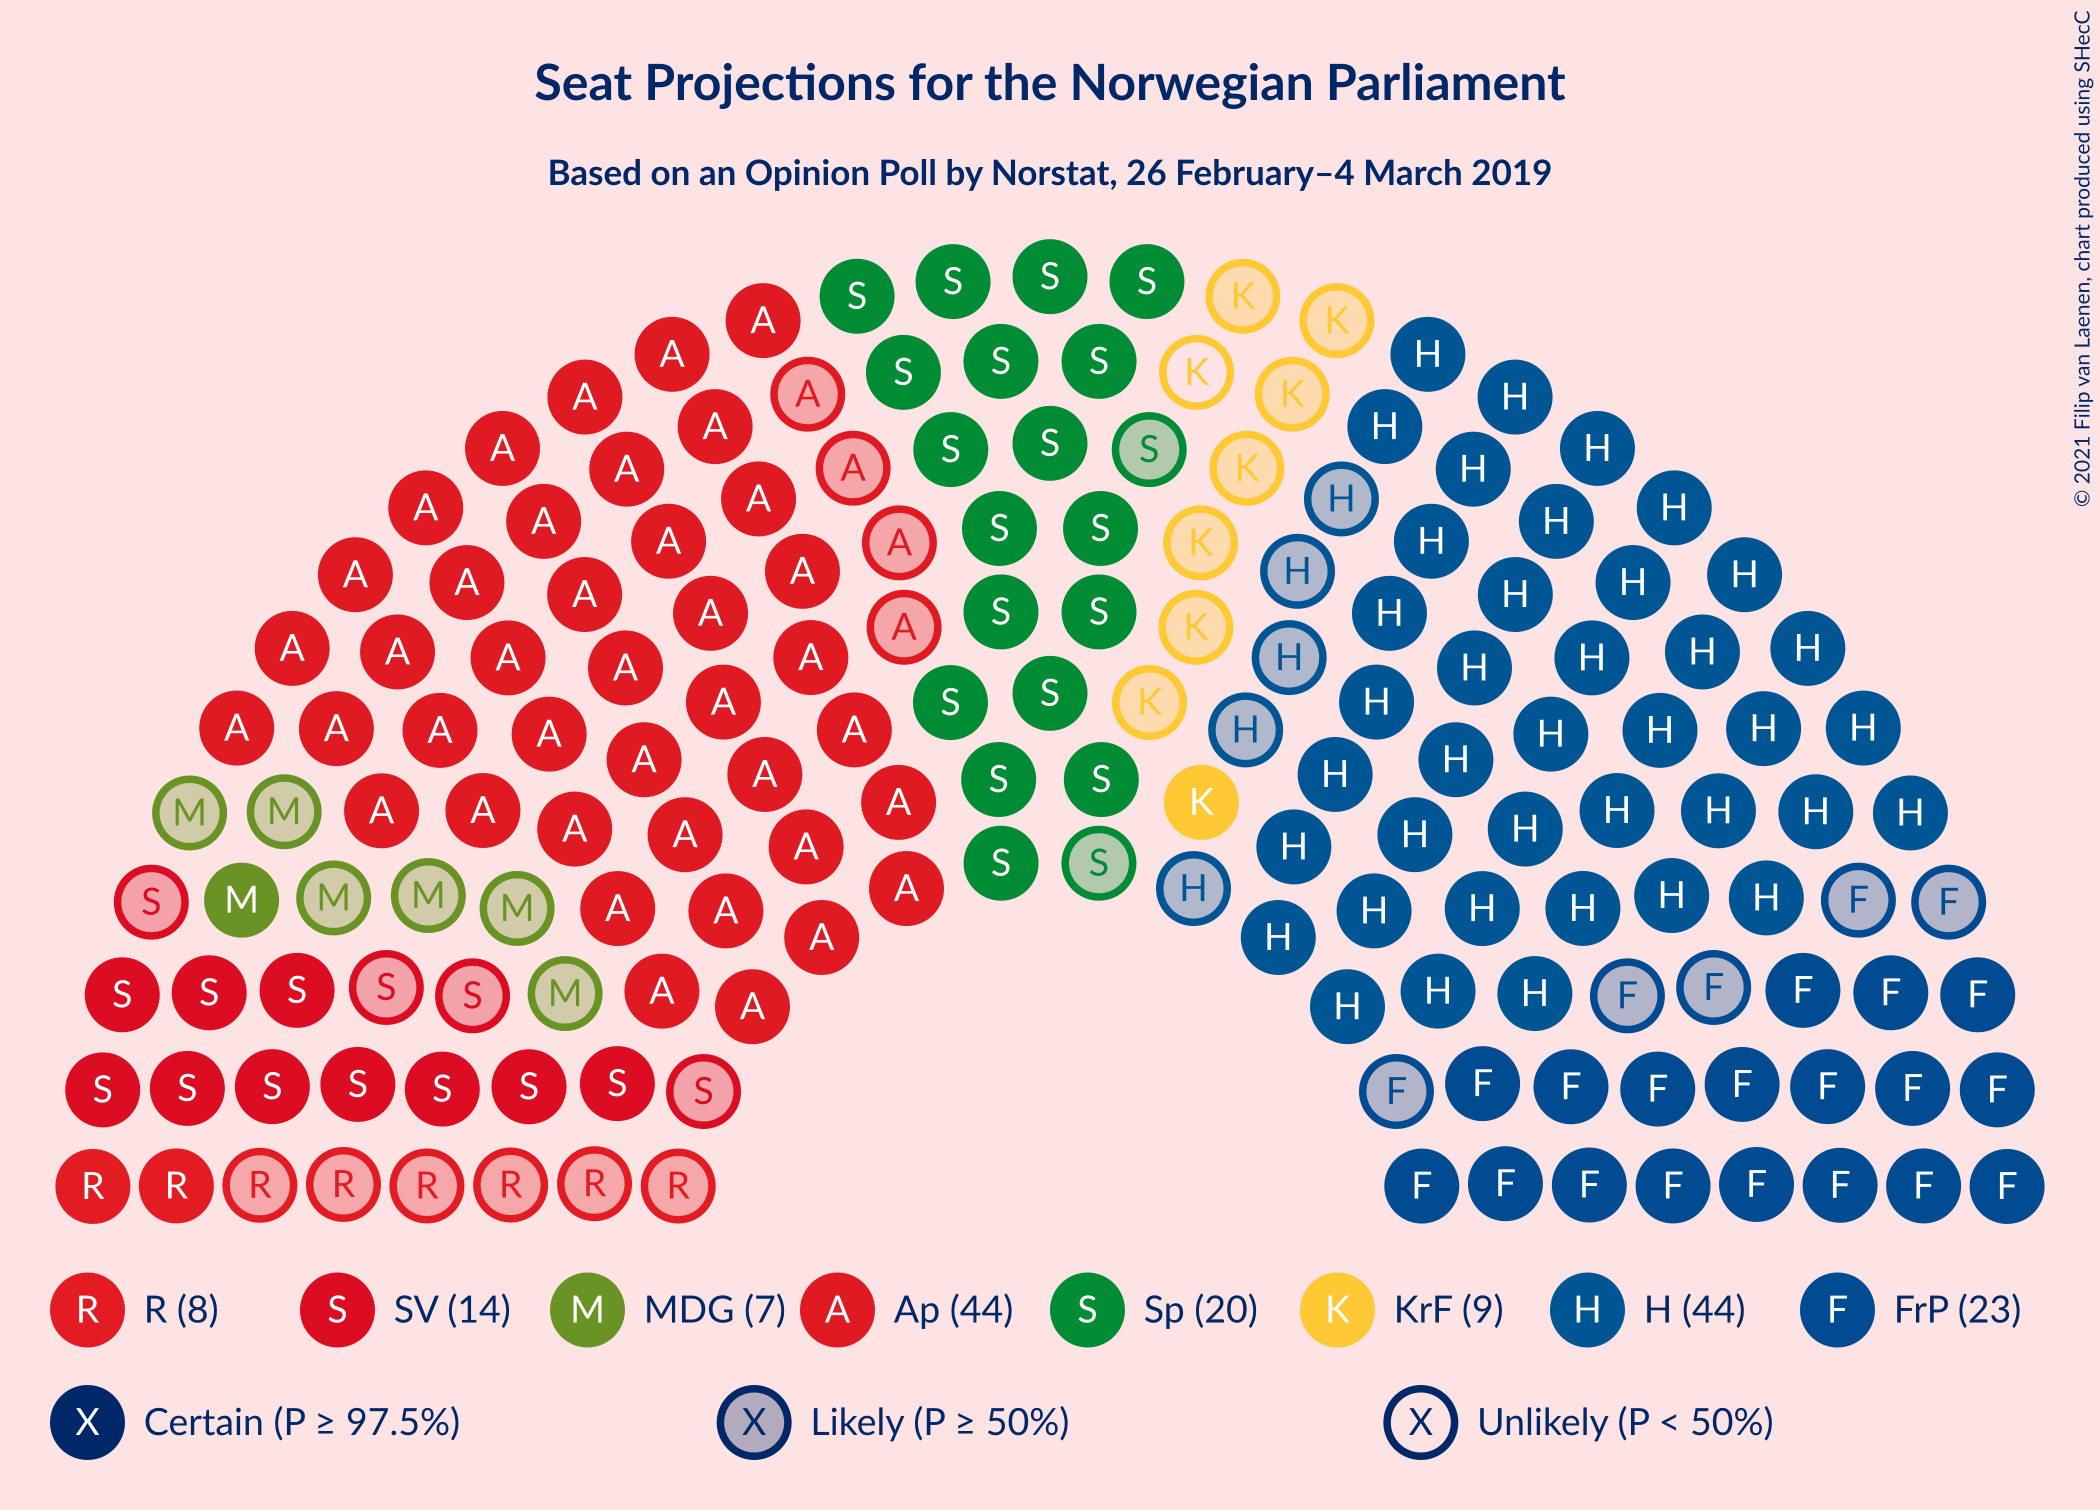 Seat Projections for the Norwegian Parliament
Based on an Opinion Poll by Norstat, 26 February–4 March 2019
© 2021 Filip van Laenen, chart produced using SHecC
S S S S K K
A S S S K K H
A A S S S K H H
A A A S S K H H H
A A A A S S K H H H H
A A A A S S K H H H H
A A A A S S K H H H H
A A A A S H H H H H
A A A A H H H H
A A A A H H H H
A A A A H H H H
M M A A A A A H H H H H
S M M M M A A A H H H H H F F
S S S S S M A A H H H F F F F F
S S S S S S S S F F F F F F F F
R R R R R R R R F F F F F F F F
R R (8) S SV (14) M MDG (7) A Ap (44) S Sp (20) K KrF (9) H H (44) F FrP (23)
X Certain (P ≥ 97.5%) X Likely (P ≥ 50%) X Unlikely (P < 50%)